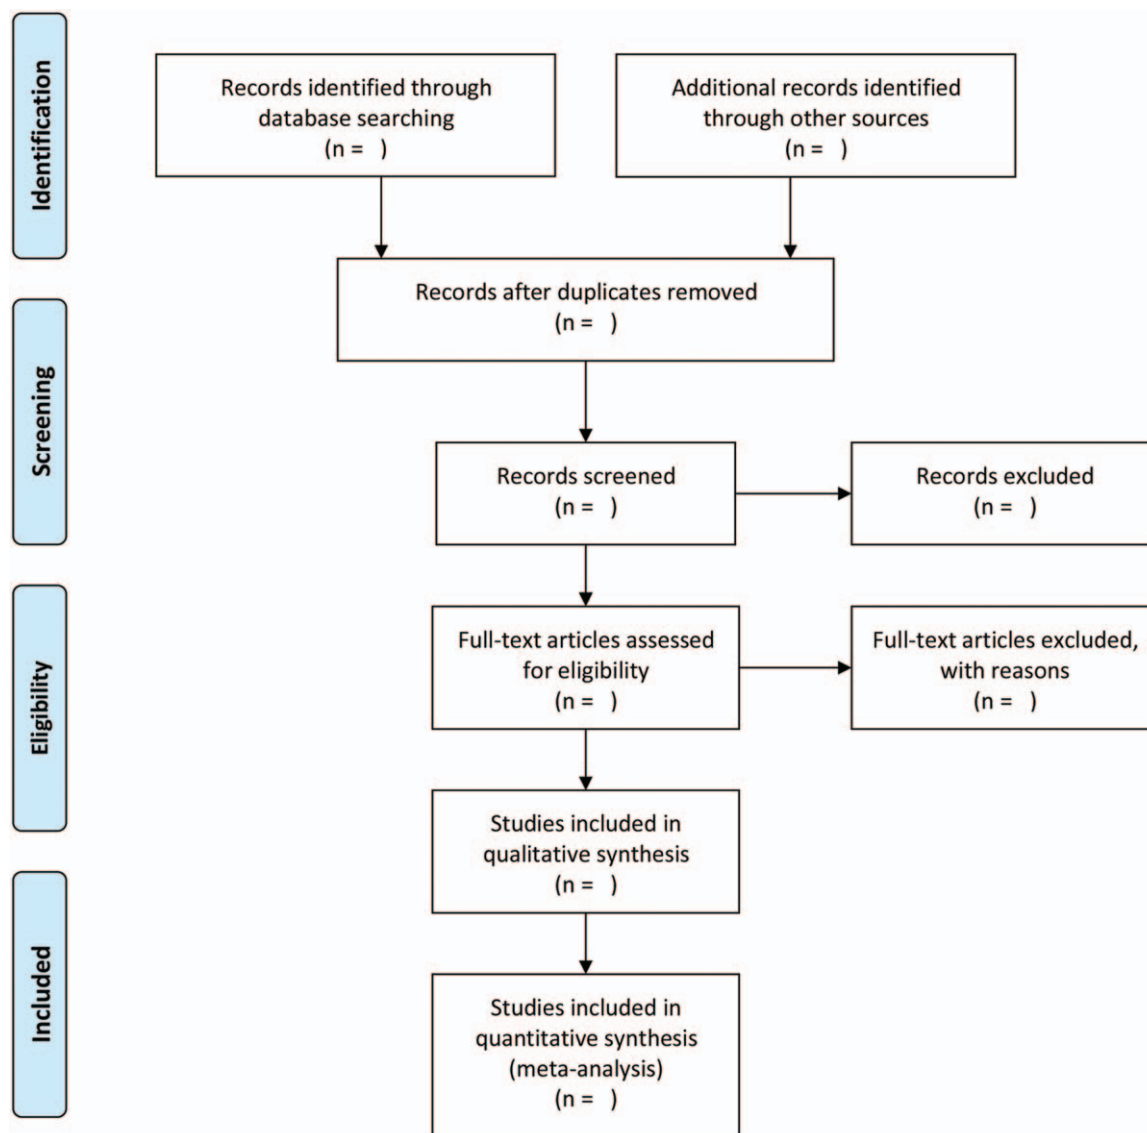 Identification
Records identified through
database searching
(n =   )
Additional records identified
through other sources
(n =   )
Records after duplicates removed
(n =   )
Screening
Records screened
(n =   )
Records excluded
(n =   )
Eligibility
Full-text articles assessed
for eligibility
(n =   )
Full-text articles excluded,
with reasons
(n =   )
Studies included in
qualitative synthesis
(n =   )
Included
Studies included in
quantitative synthesis
(meta-analysis)
(n =   )